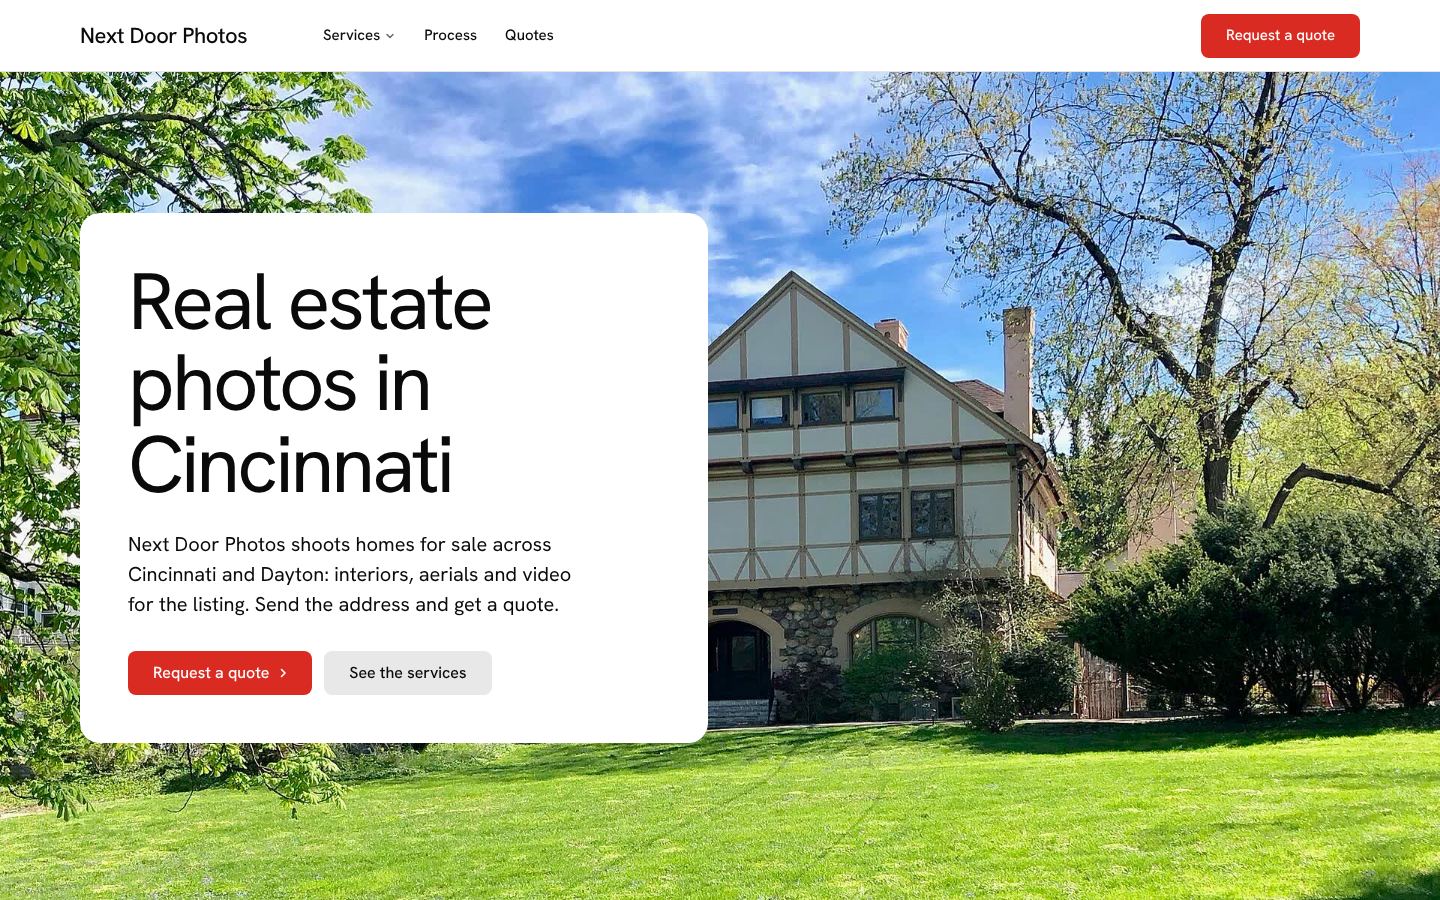 Next Door Photos
Services
Process
Quotes
Request a quote
Real estate
photos in
Cincinnati
Next Door Photos shoots homes for sale across
Cincinnati and Dayton: interiors, aerials and video
for the listing. Send the address and get a quote.
Request a quote
See the services